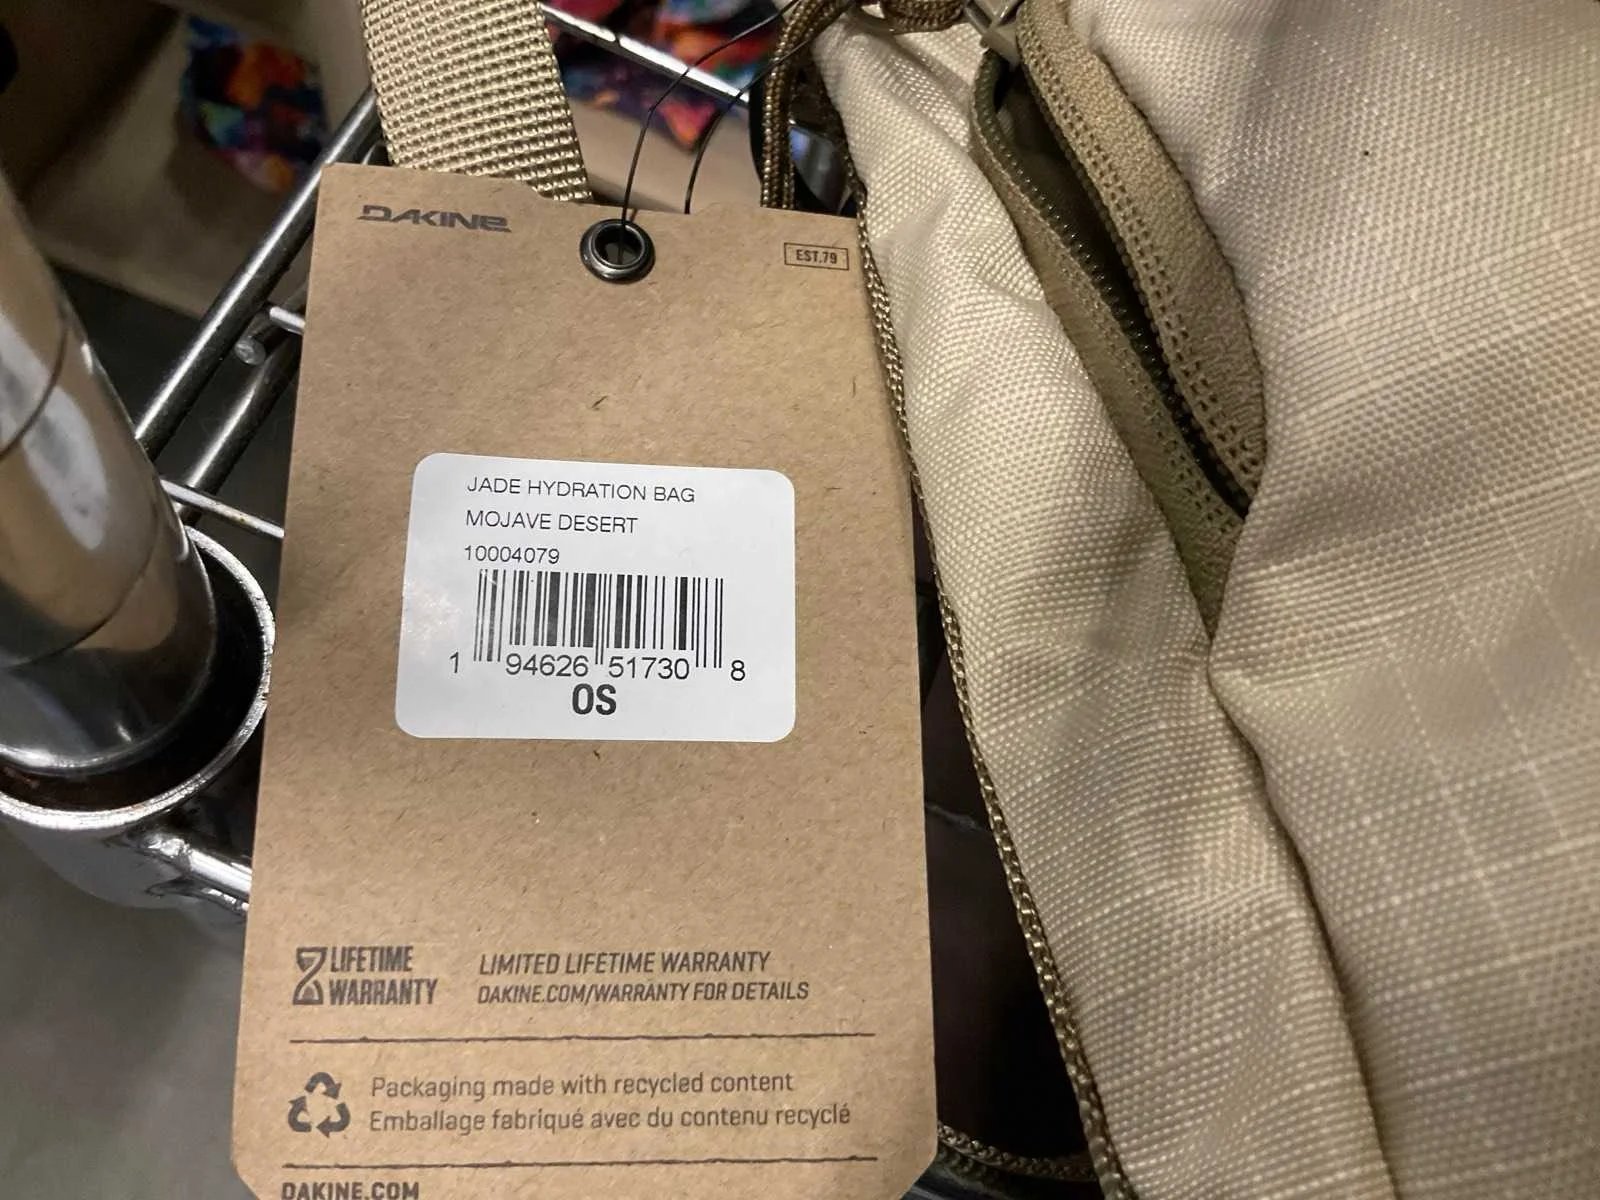 DAKINE
EST.79
JADE HYDRATION BAG
MOJAVE DESERT
10004079
1 94626 51730 8
OS
LIFETIME
WARRANTY
LIMITED LIFETIME WARRANTY
DAKINE.COM/WARRANTY FOR DETAILS
Packaging made with recycled content
Emballage fabriqué avec du contenu recyclé
DAKINE.COM